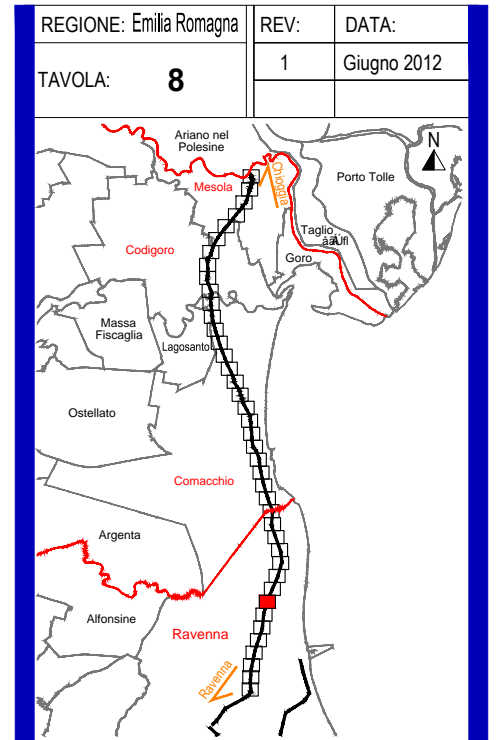 REGIONE: Emilia Romagna
REV:
DATA:
TAVOLA: 8
1
Giugno 2012
Ariano nel
Polesine
N
Mesola
Chioggia
Porto Tolle
Codigoro
Taglio
Goro
Massa
Fiscaglia
Lagosanto
Ostellato
Comacchio
Argenta
Alfonsine
Ravenna
Ravenna